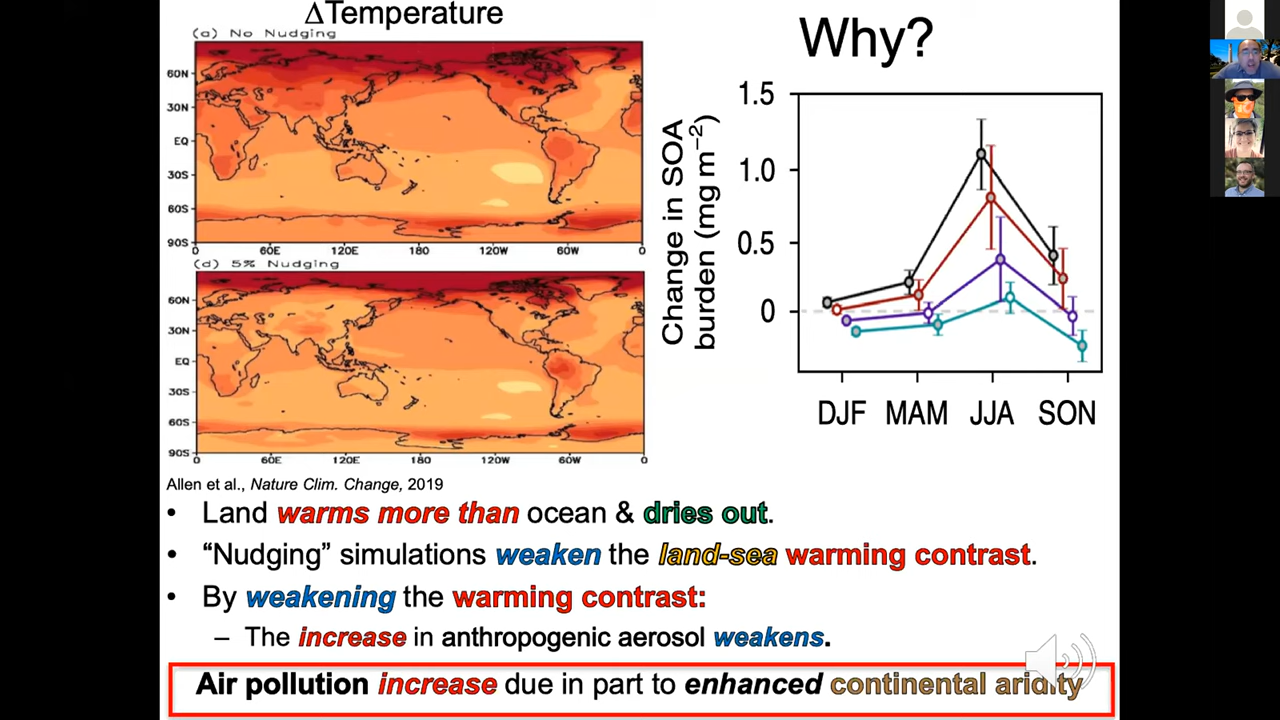 ΔTemperature
(a) No Nudging
60N
30N
EQ
30S
60S
90S
0 60E 120E 180 120W 60W 0
(d) 5% Nudging
60N
30N
EQ
30S
60S
90S
0 60E 120E 180 120W 60W 0
Allen et al., Nature Clim. Change, 2019
Why?
Change in SOA
burden (mg m⁻²)
1.5
1.0
0.5
0
DJF MAM JJA SON
• Land warms more than ocean & dries out.
• “Nudging” simulations weaken the land-sea warming contrast.
• By weakening the warming contrast:
– The increase in anthropogenic aerosol weakens.
Air pollution increase due in part to enhanced continental aridity